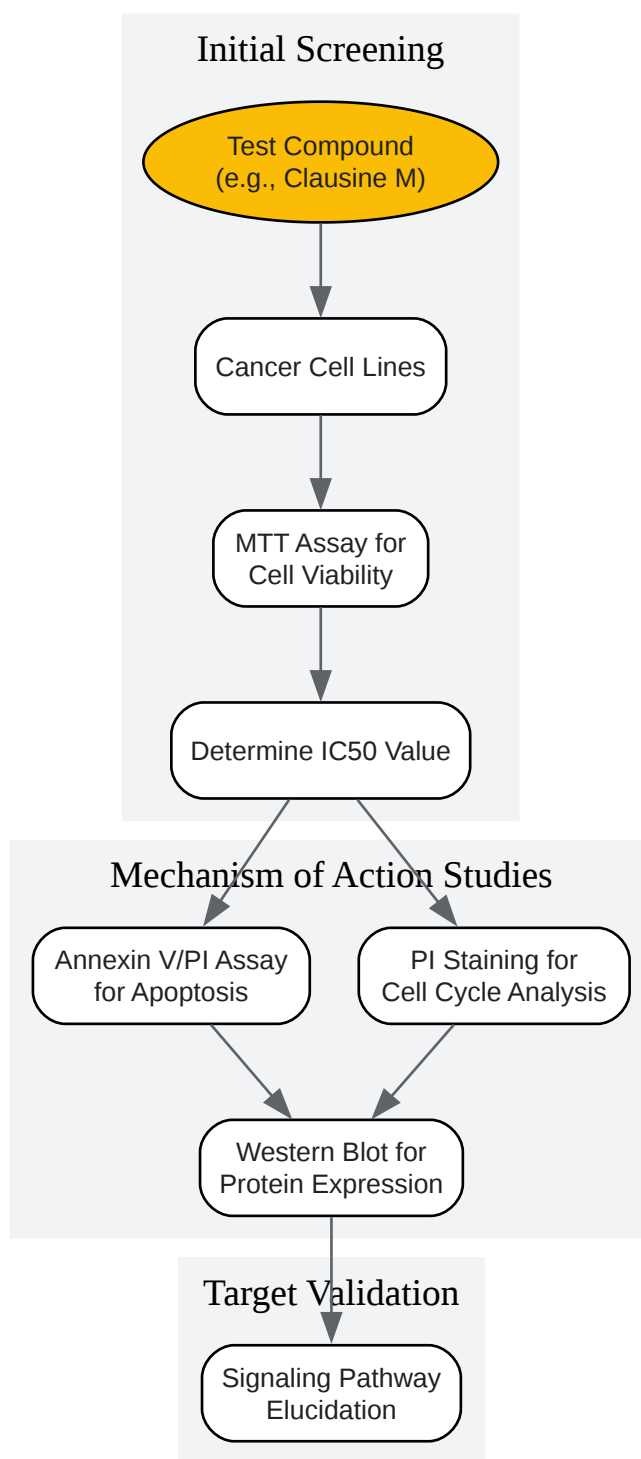 Initial Screening
Test Compound
(e.g., Clausine M)
Cancer Cell Lines
MTT Assay for
Cell Viability
Determine IC50 Value
Mechanism of Action Studies
Annexin V/PI Assay
for Apoptosis
PI Staining for
Cell Cycle Analysis
Western Blot for
Protein Expression
Target Validation
Signaling Pathway
Elucidation